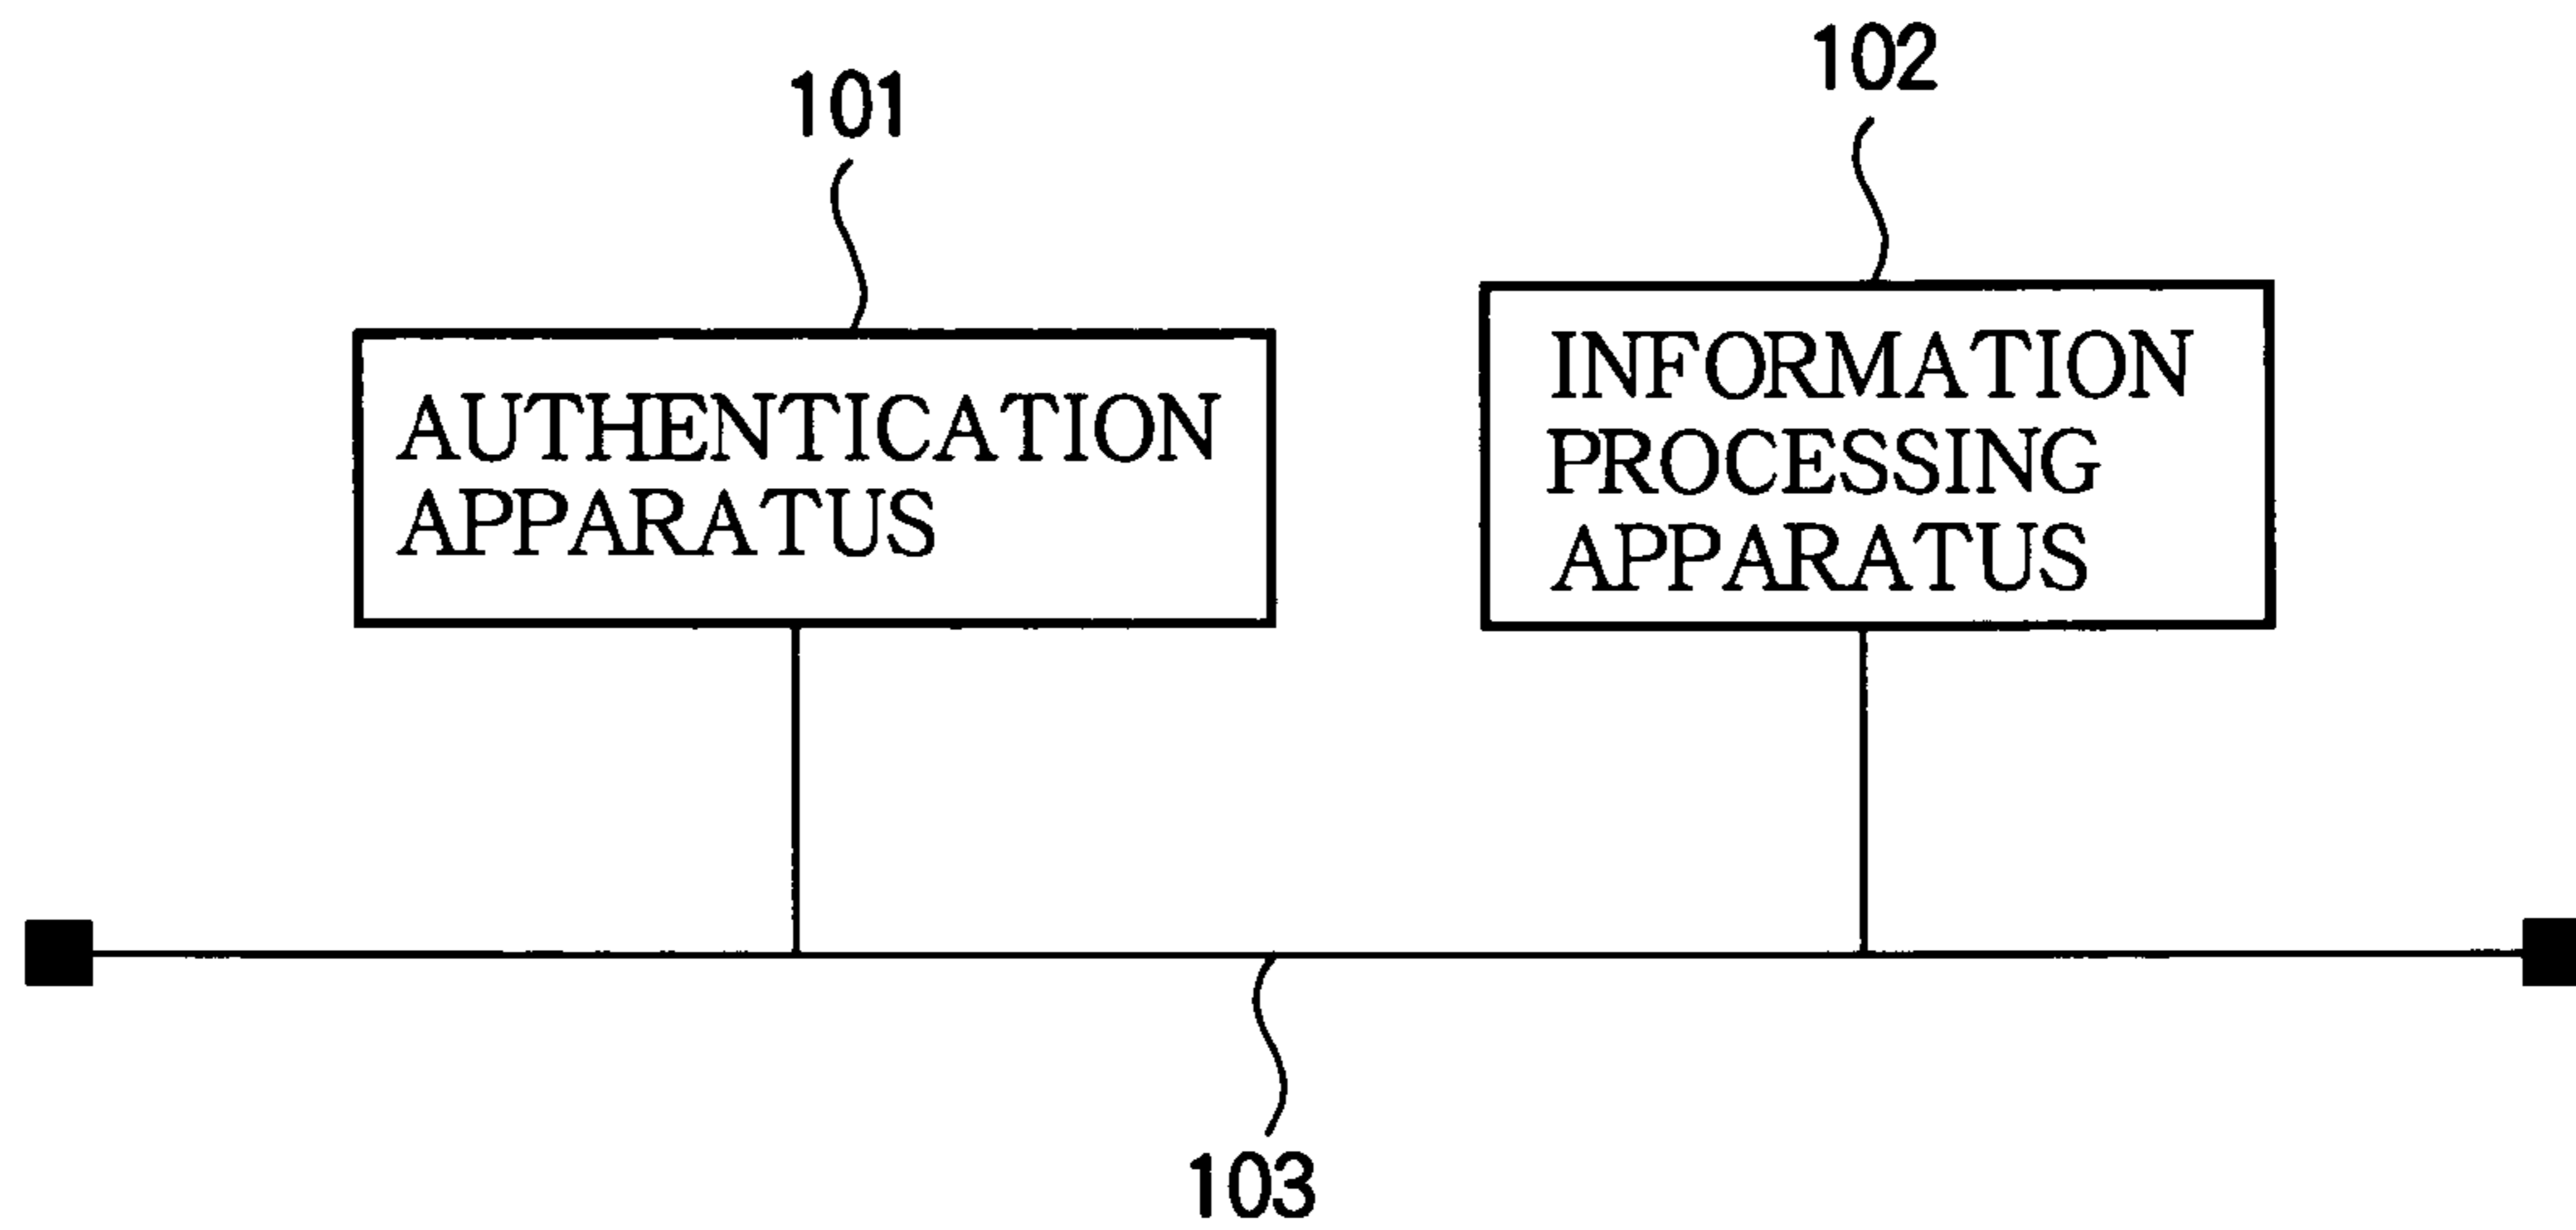 101
102
AUTHENTICATION
APPARATUS
INFORMATION
PROCESSING
APPARATUS
103